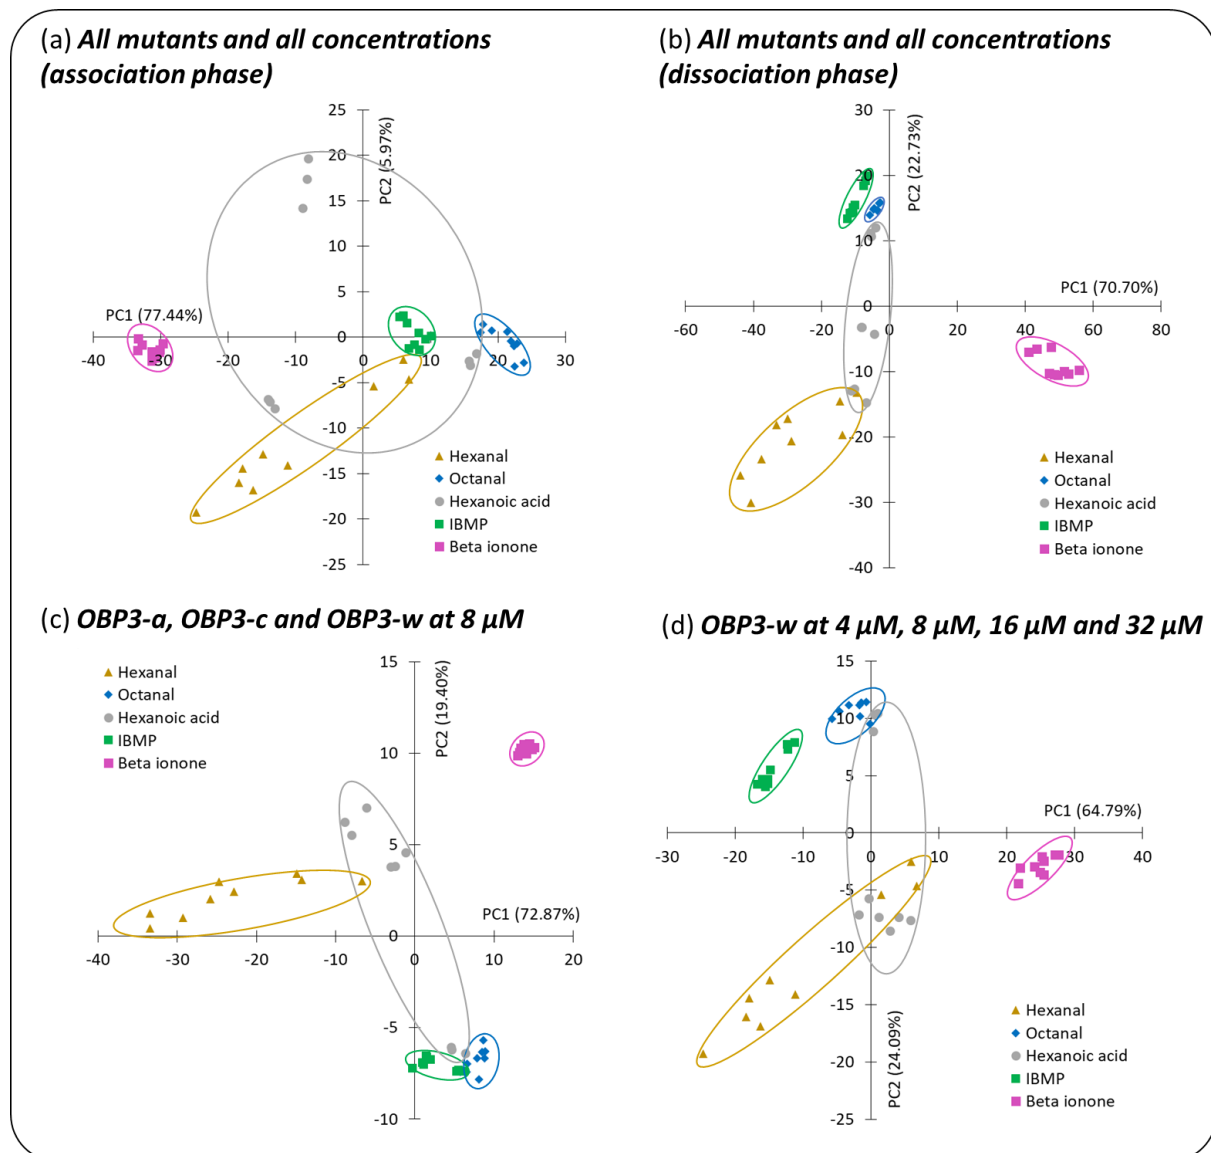 (a) All mutants and all concentrations
(association phase)
25
20
15
10
5
0
-5
-10
-15
-20
-25
-40
-30
-20
-10
0
10
20
30
PC1 (77.44%)
PC2 (5.97%)
Hexanal
Octanal
Hexanoic acid
IBMP
Beta ionone
(b) All mutants and all concentrations
(dissociation phase)
30
20
10
0
-10
-20
-30
-40
-60
-40
-20
0
20
40
60
80
PC1 (70.70%)
PC2 (22.73%)
Hexanal
Octanal
Hexanoic acid
IBMP
Beta ionone
(c) OBP3-a, OBP3-c and OBP3-w at 8 µM
Hexanal
Octanal
Hexanoic acid
IBMP
Beta ionone
15
10
5
0
-5
-10
-40
-30
-20
-10
0
10
20
PC1 (72.87%)
PC2 (19.40%)
(d) OBP3-w at 4 µM, 8 µM, 16 µM and 32 µM
15
10
5
0
-5
-10
-15
-20
-25
-30
-20
-10
0
10
20
30
40
PC1 (64.79%)
PC2 (24.09%)
Hexanal
Octanal
Hexanoic acid
IBMP
Beta ionone